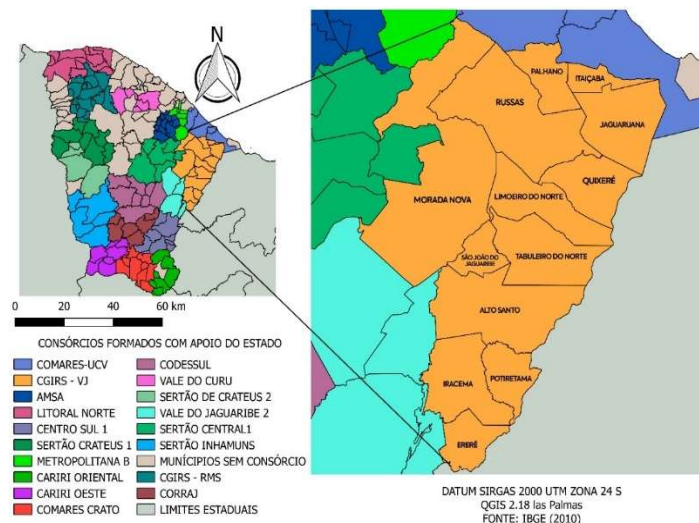 N
0 20 40 60 km
CONSÓRCIOS FORMADOS COM APOIO DO ESTADO
COMARES-UCV
CGIRS - VJ
AMSA
LITORAL NORTE
CENTRO SUL 1
SERTÃO CRATEUS 1
METROPOLITANA B
CARIRI ORIENTAL
CARIRI OESTE
COMARES CRATO
CODESSUL
VALE DO CURU
SERTÃO DE CRATEUS 2
VALE DO JAGUARIBE 2
SERTÃO CENTRAL1
SERTÃO INHAMUNS
MUNÍCIPIOS SEM CONSÓRCIO
CGIRS - RMS
CORRAJ
LIMITES ESTADUAIS
PALHANO
ITAIÇABA
RUSSAS
JAGUARUANA
QUIXERÉ
MORADA NOVA
LIMOEIRO DO NORTE
SÃO JOÃO DO
JAGUARIBE
TABULEIRO DO NORTE
ALTO SANTO
IRACEMA
POTIRETAMA
ERERÊ
DATUM SIRGAS 2000 UTM ZONA 24 S
QGIS 2.18 las Palmas
FONTE: IBGE (2010)